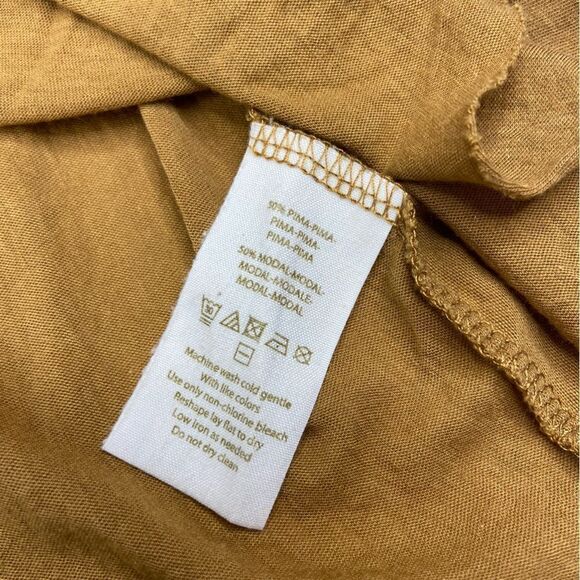 50% PIMA-PIMA-
PIMA-PIMA-
PIMA-PIMA
50% MODAL-MODAL-
MODAL-MODALE-
MODAL-MODAL
30
Machine wash cold gentle
With like colors
Use only non-chlorine bleach
Reshape lay flat to dry
Low iron as needed
Do not dry clean